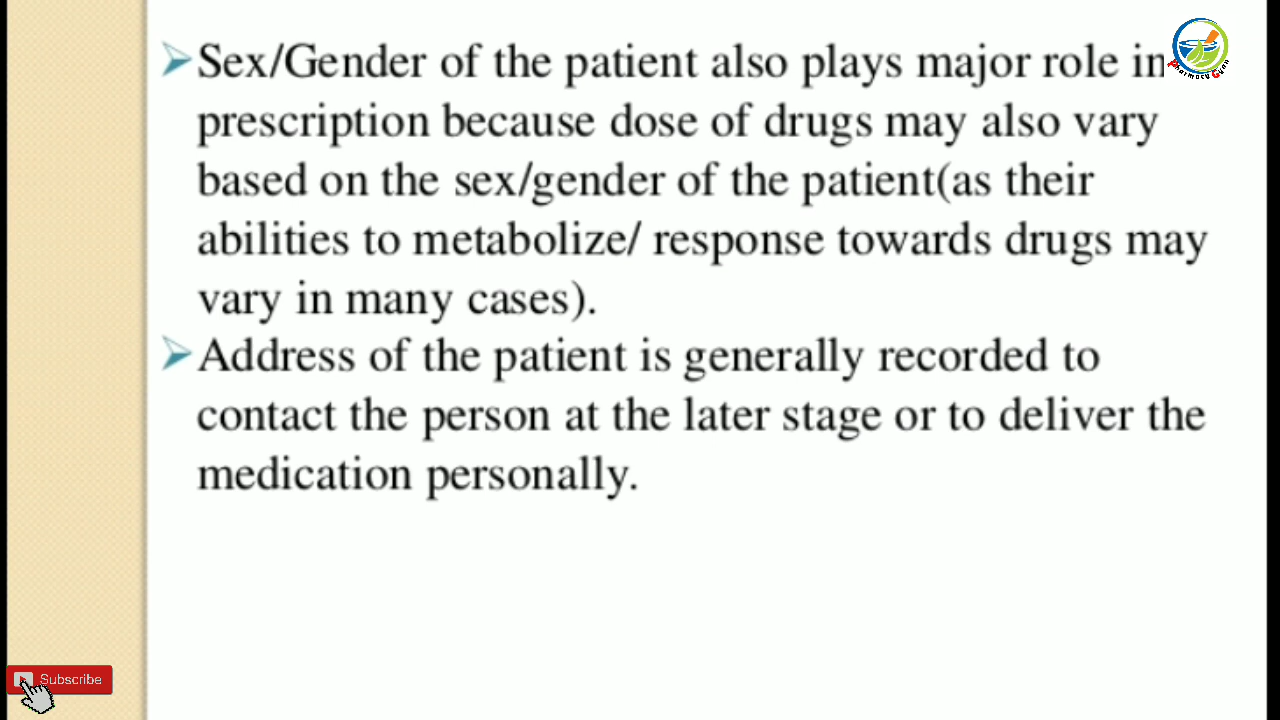 Sex/Gender of the patient also plays major role in
prescription because dose of drugs may also vary
based on the sex/gender of the patient(as their
abilities to metabolize/ response towards drugs may
vary in many cases).
Address of the patient is generally recorded to
contact the person at the later stage or to deliver the
medication personally.
Pharmacy Gyan
Subscribe